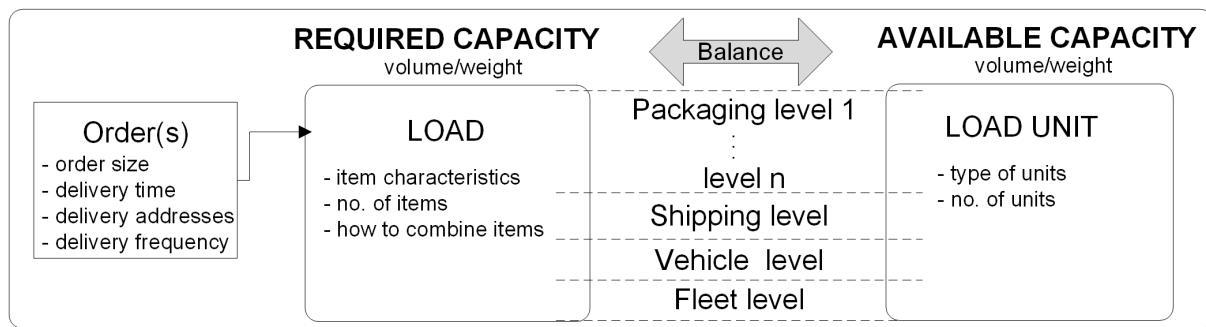 REQUIRED CAPACITY
volume/weight
Balance
AVAILABLE CAPACITY
volume/weight
Order(s)
- order size
- delivery time
- delivery addresses
- delivery frequency
LOAD
- item characteristics
- no. of items
- how to combine items
Packaging level 1
level n
Shipping level
Vehicle level
Fleet level
LOAD UNIT
- type of units
- no. of units